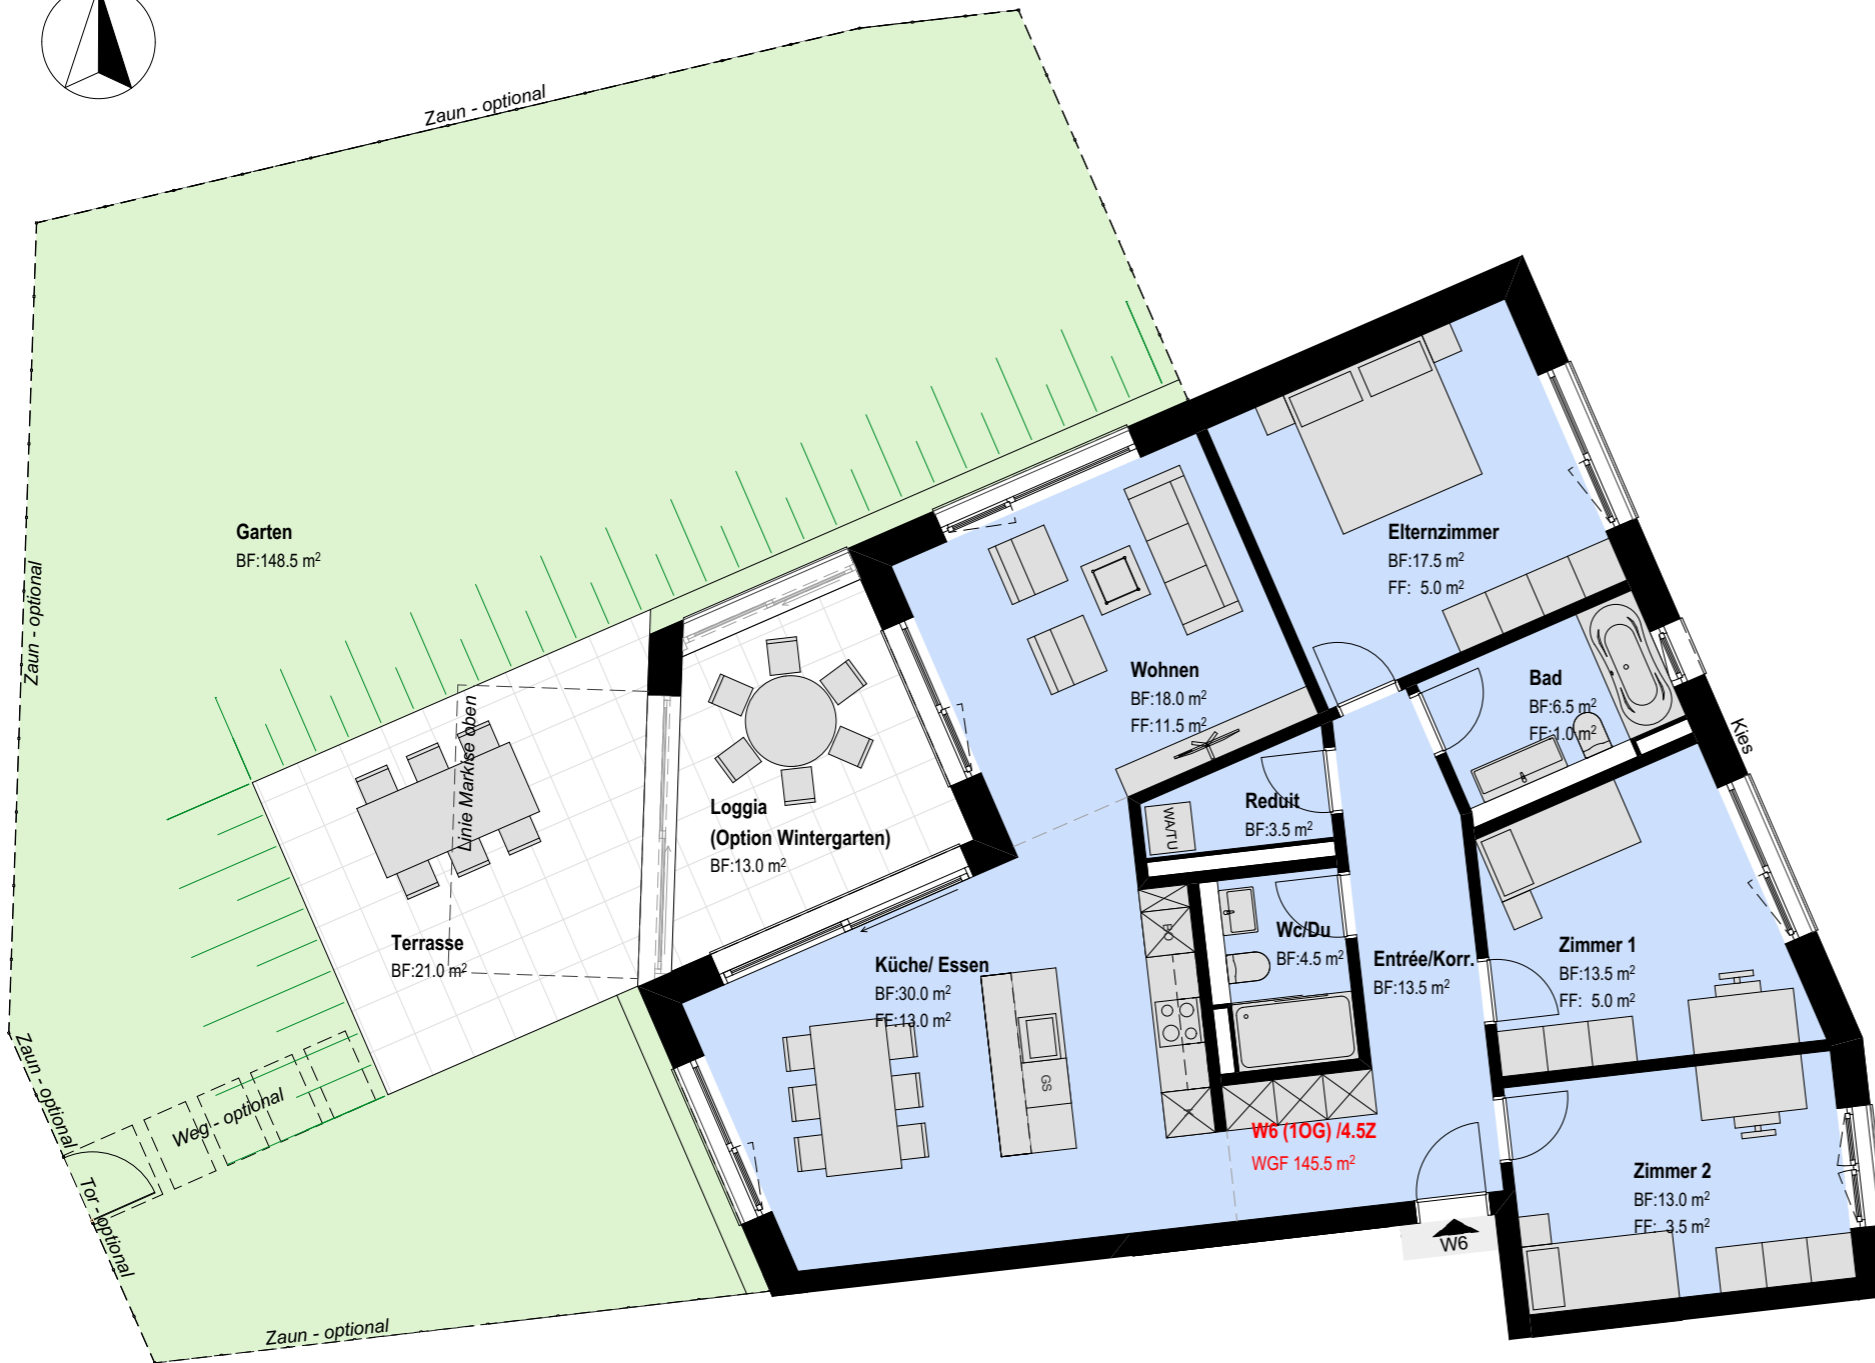 Zaun - optional
Zaun - optional
Garten
BF:148.5 m²
Elternzimmer
BF:17.5 m²
FF: 5.0 m²
Wohnen
BF:18.0 m²
FF:11.5 m²
Bad
BF:6.5 m²
FF:1.0 m²
Kies
Linie Markise oben
Loggia
(Option Wintergarten)
BF:13.0 m²
Reduit
BF:3.5 m²
WA/TU
Terrasse
BF:21.0 m²
Küche/ Essen
BF:30.0 m²
FF:13.0 m²
BO
GS
Wc/Du
BF:4.5 m²
Entrée/Korr.
BF:13.5 m²
Zimmer 1
BF:13.5 m²
FF: 5.0 m²
Zaun - optional
Weg - optional
Tor - optional
W6 (1OG) /4.5Z
WGF 145.5 m²
Zimmer 2
BF:13.0 m²
FF: 3.5 m²
W6
Zaun - optional